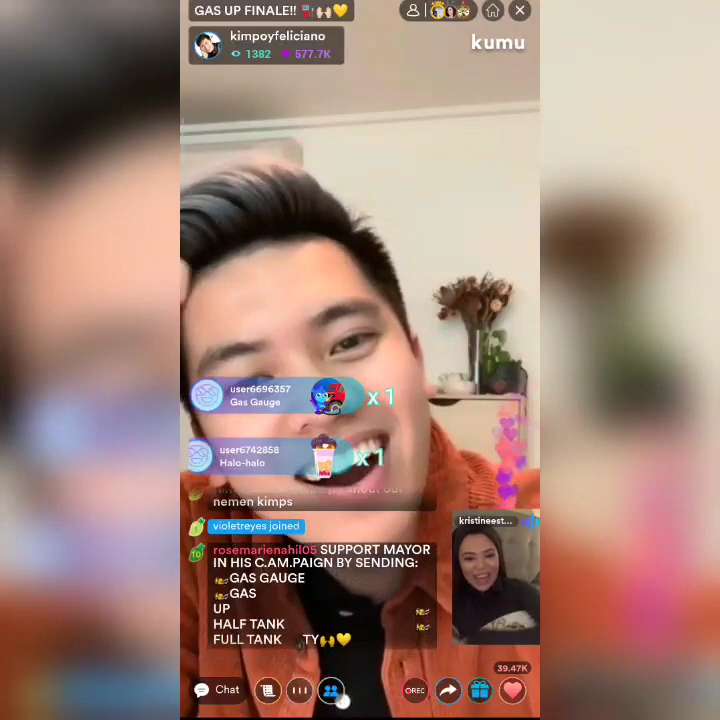 GAS UP FINALE!!
kimpoyfeliciano
1382 577.7K
kumu
user6696357
Gas Gauge
x 1
user6742858
Halo-halo
x 1
shout out
nemen kimps
violetreyes joined
rosemarienahil05 SUPPORT MAYOR
IN HIS C.AM.PAIGN BY SENDING:
GAS GAUGE
GAS
UP
HALF TANK
FULL TANK TY
kristineest...
39.47K
Chat
REC